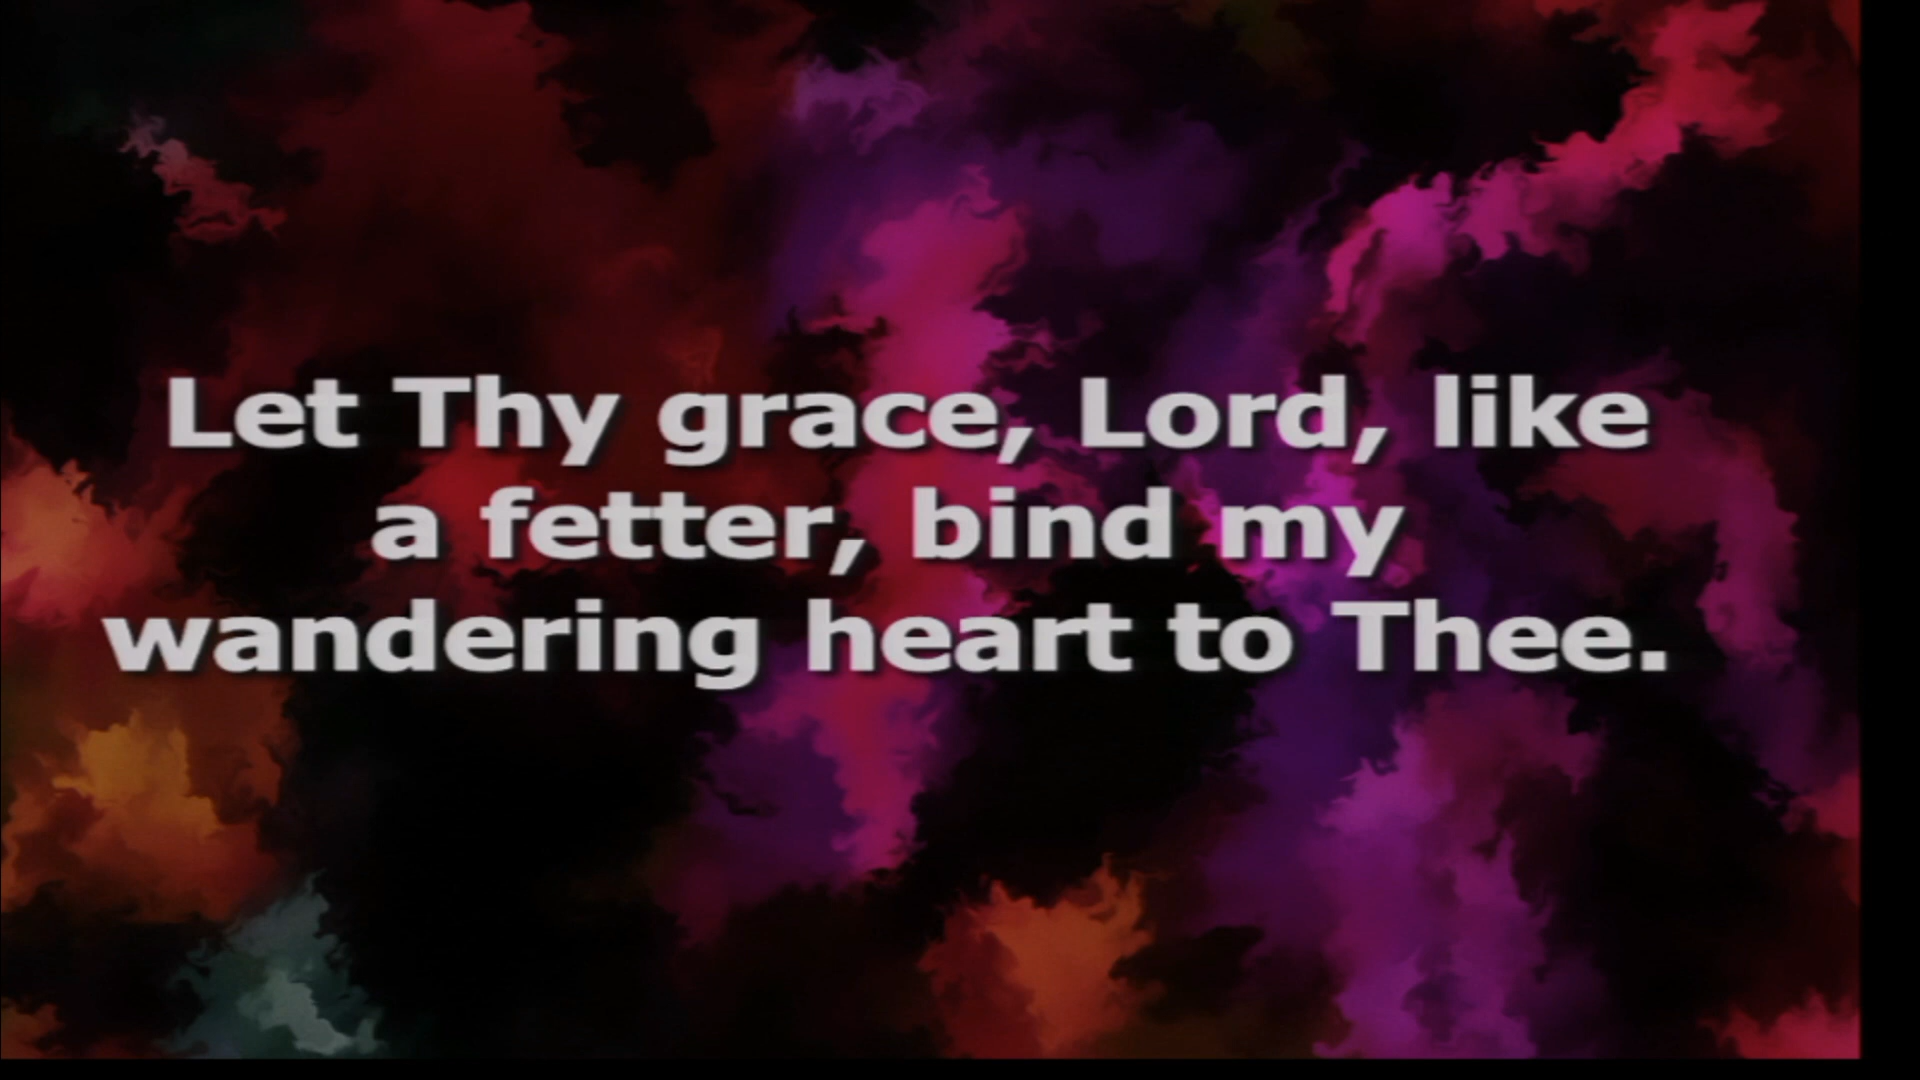 Let Thy grace, Lord, like
a fetter, bind my
wandering heart to Thee.